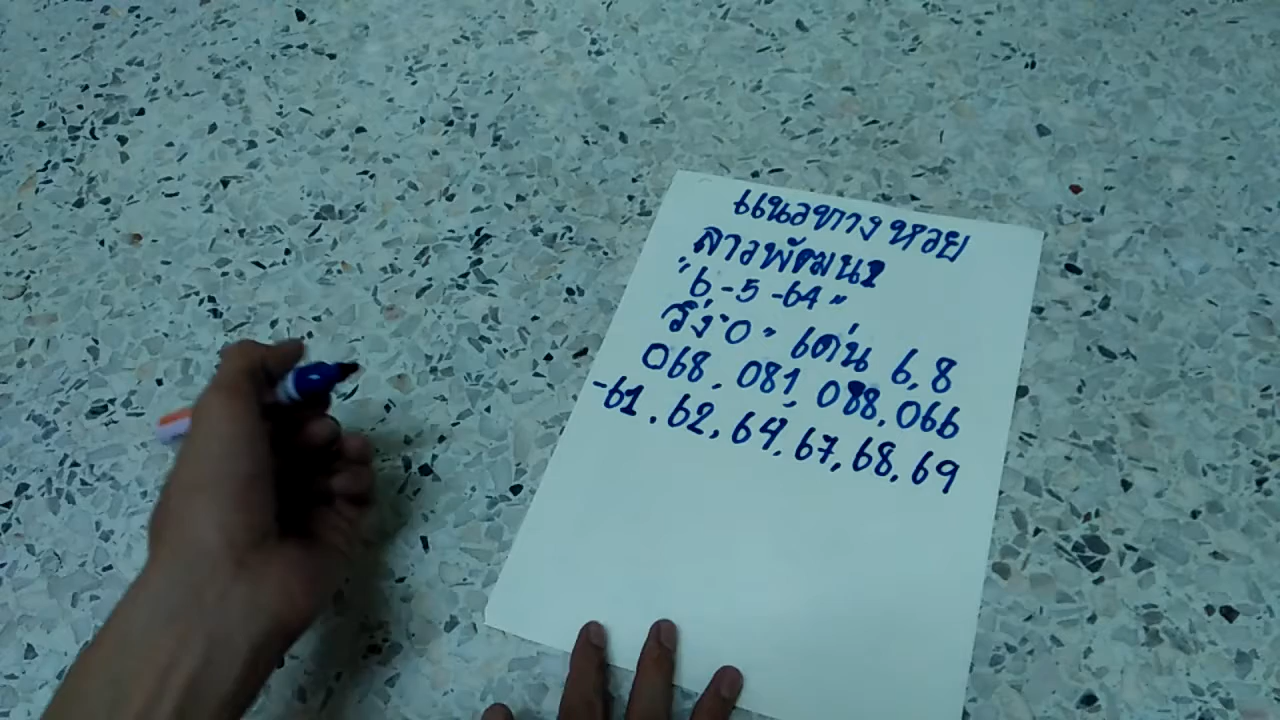 แนวทางหวย
ลาวพัฒนา
"6-5-64"
วิ่ง "0" เด่น 6,8
068, 081, 088, 066
-61, 62, 64, 67, 68, 69